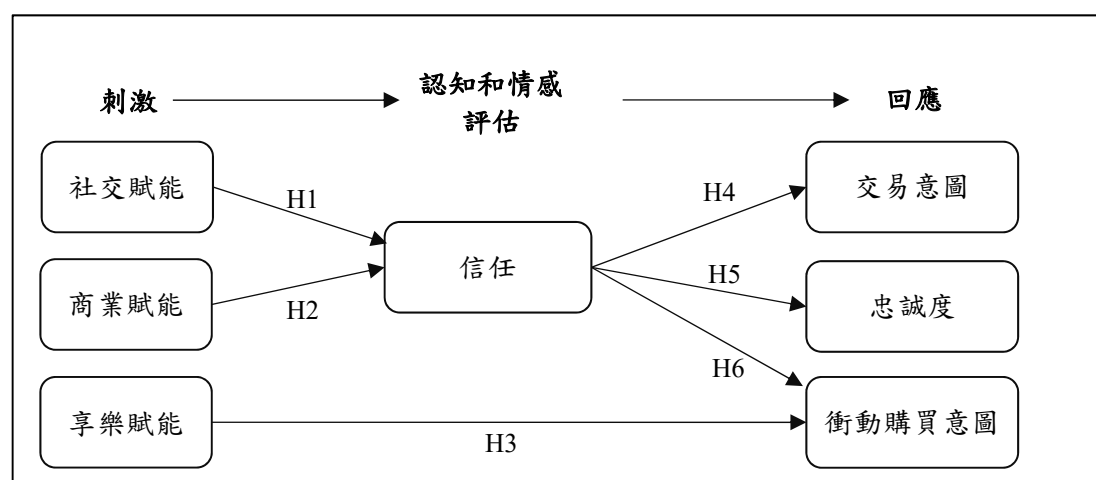 刺激
認知和情感
評估
回應
社交賦能
H1
信任
H4
交易意圖
商業賦能
H2
H5
忠誠度
H6
享樂賦能
H3
衝動購買意圖